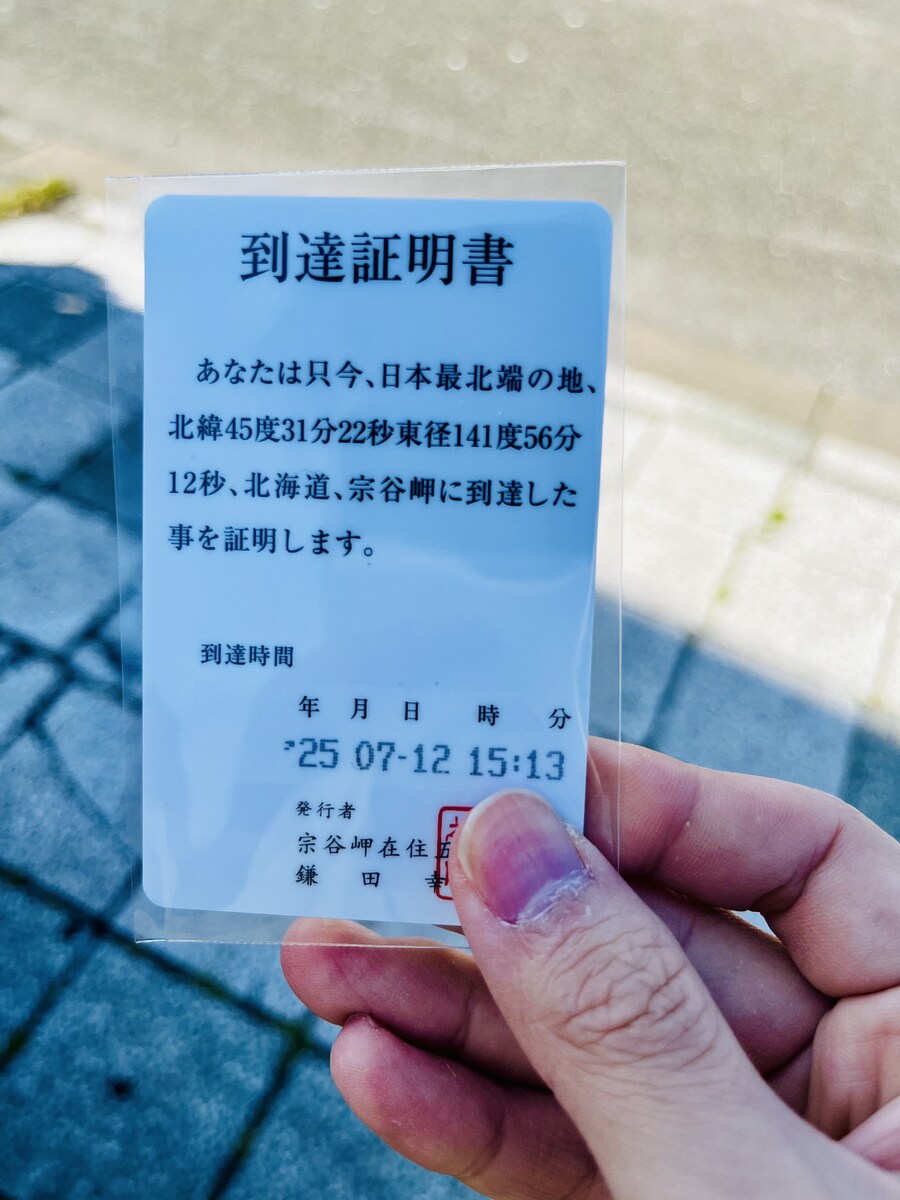 到達証明書
あなたは只今、日本最北端の地、
北緯45度31分22秒東径141度56分
12秒、北海道、宗谷岬に到達した
事を証明します。
到達時間
年 月 日 時 分
'25 07-12 15:13
発行者
宗谷岬在住五
鎌田幸